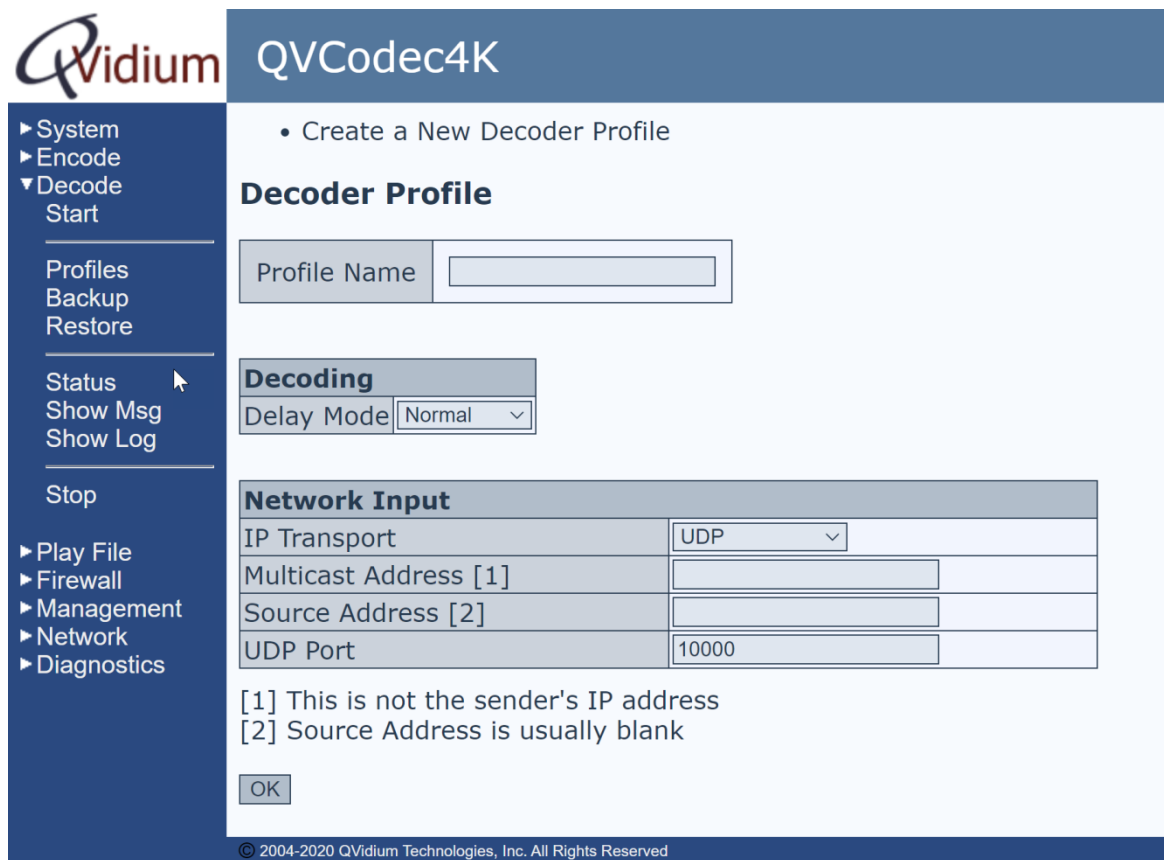 QVidium
QVCodec4K
►System
►Encode
▼Decode
Start
Profiles
Backup
Restore
Status
Show Msg
Show Log
Stop
►Play File
►Firewall
►Management
►Network
►Diagnostics
• Create a New Decoder Profile
Decoder Profile
Profile Name
Decoding
Delay Mode Normal
Network Input
IP Transport UDP
Multicast Address [1]
Source Address [2]
UDP Port 10000
[1] This is not the sender's IP address
[2] Source Address is usually blank
OK
© 2004-2020 QVidium Technologies, Inc. All Rights Reserved